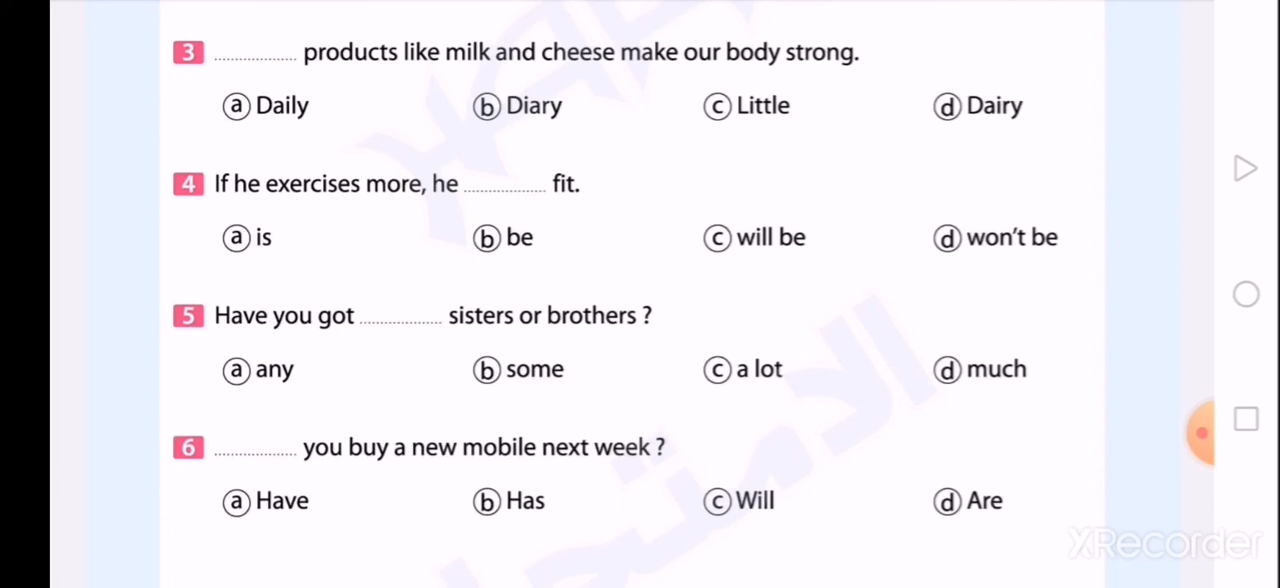 3 .................. products like milk and cheese make our body strong.
a Daily b Diary c Little d Dairy
4 If he exercises more, he .................. fit.
a is b be c will be d won't be
5 Have you got .................. sisters or brothers ?
a any b some c a lot d much
6 .................. you buy a new mobile next week ?
a Have b Has c Will d Are
XRecorder